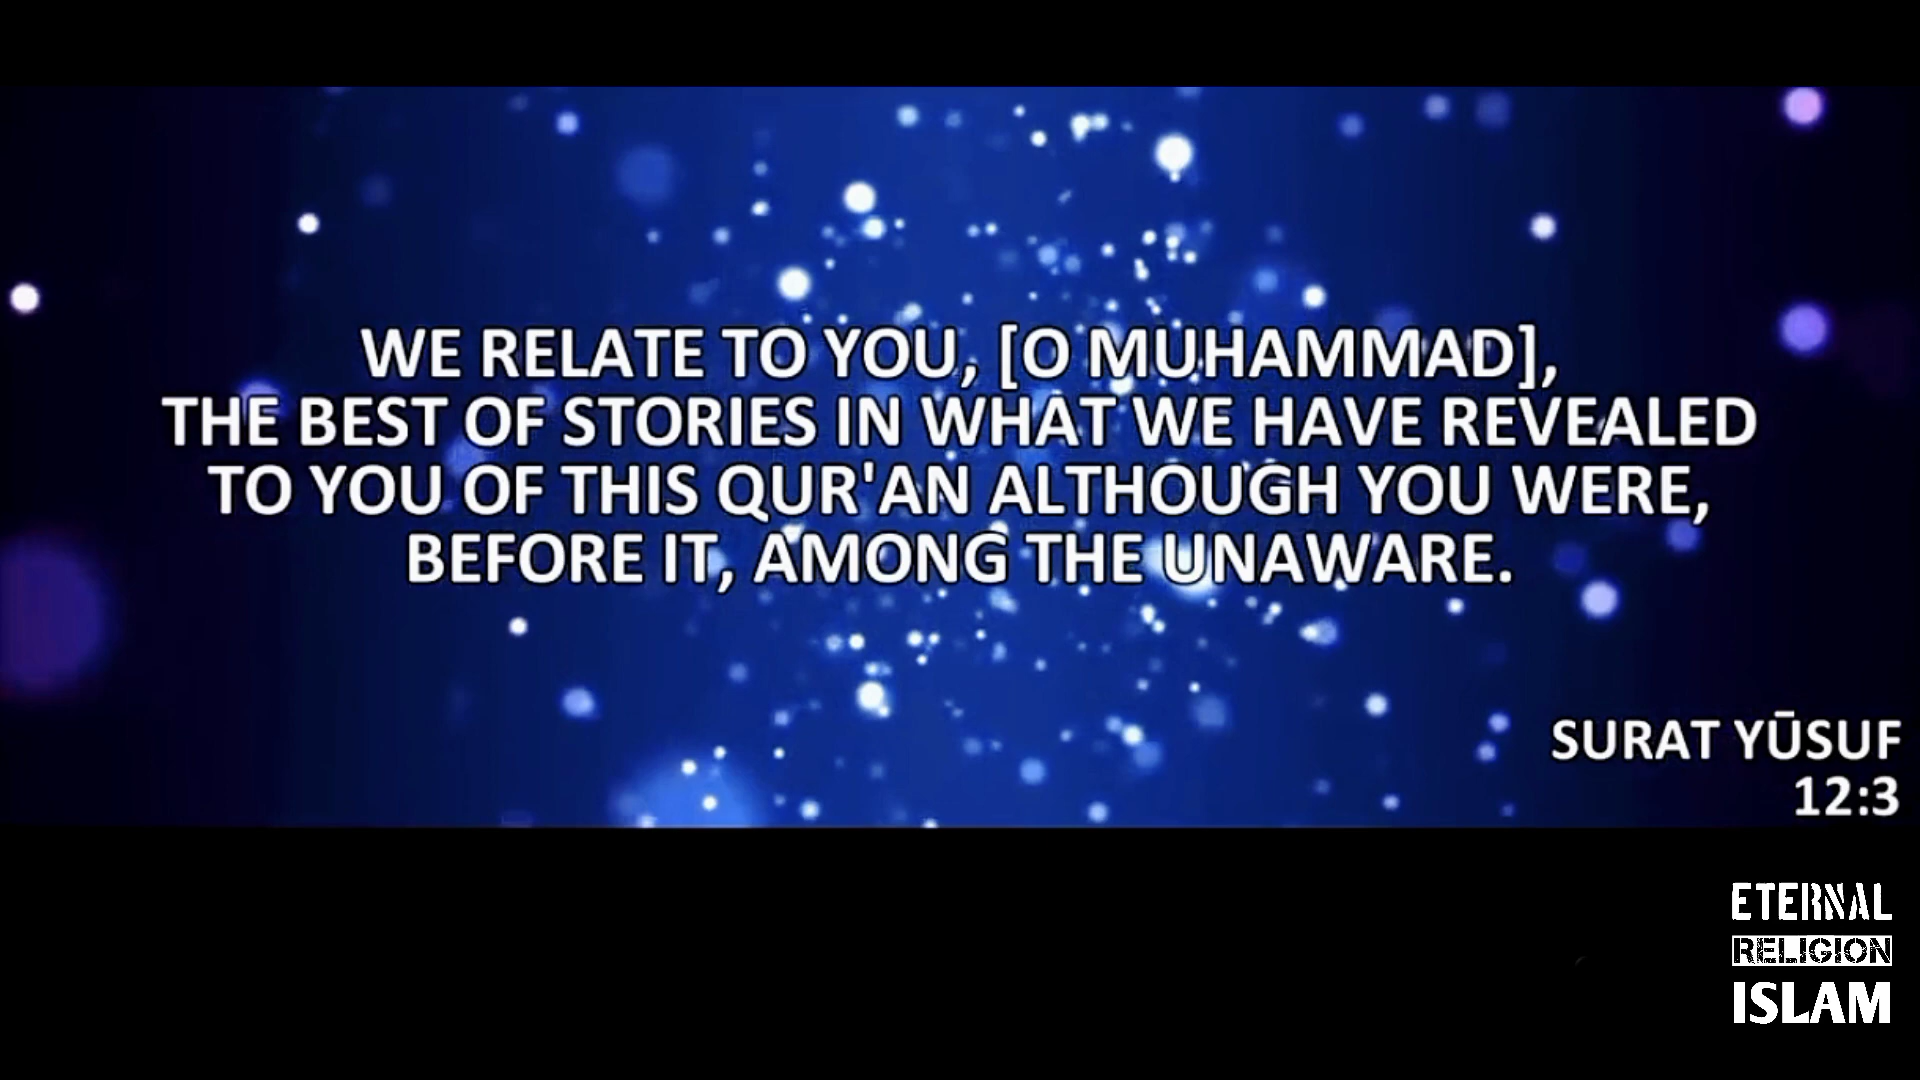 WE RELATE TO YOU, [O MUHAMMAD],
THE BEST OF STORIES IN WHAT WE HAVE REVEALED
TO YOU OF THIS QUR'AN ALTHOUGH YOU WERE,
BEFORE IT, AMONG THE UNAWARE.
SURAT YŪSUF
12:3
ETERNAL
RELIGION
ISLAM